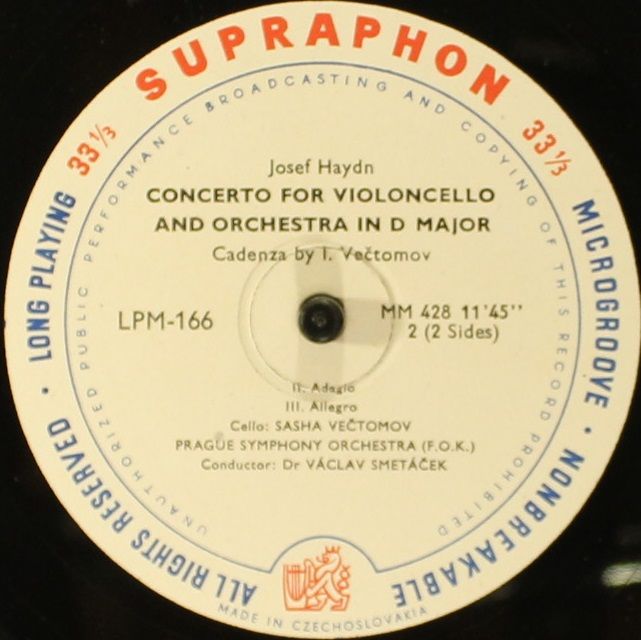 SUPRAPHON
33⅓ 33⅓
LONG PLAYING • ALL RIGHTS RESERVED
MICROGROOVE • NONBREAKABLE
UNAUTHORIZED PUBLIC PERFORMANCE BROADCASTING AND COPYING OF THIS RECORD PROHIBITED
Josef Haydn
CONCERTO FOR VIOLONCELLO
AND ORCHESTRA IN D MAJOR
Cadenza by I. Večtomov
LPM-166
MM 428 11'45"
2 (2 Sides)
II. Adagio
III. Allegro
Cello: SASHA VEČTOMOV
PRAGUE SYMPHONY ORCHESTRA (F.O.K.)
Conductor: Dr VÁCLAV SMETÁČEK
MADE IN CZECHOSLOVAKIA